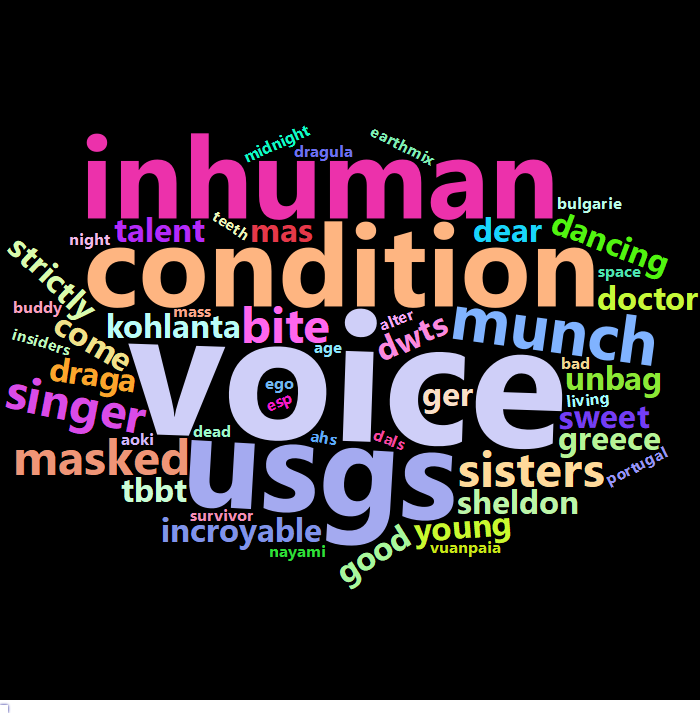 midnight
earthmix
dragula
inhuman
bulgarie
teeth
talent
mas
dear
dancing
night
condition
space
strictly
doctor
buddy
mass
kohlanta
bite
alter
munch
come
dwts
insiders
age
voice
bad
draga
unbag
singer
ego
esp
ger
living
sweet
aoki
dead
ahs
dals
greece
masked
usgs
sisters
portugal
tbbt
sheldon
survivor
incroyable
young
good
nayami
vuanpaia